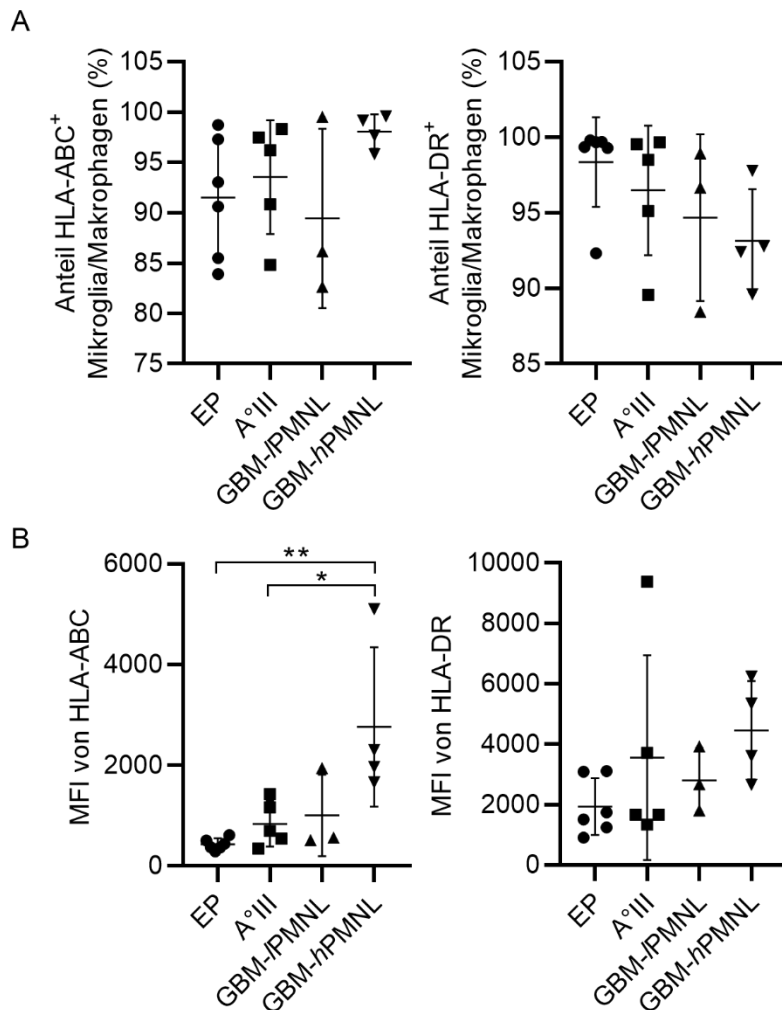 A
Anteil HLA-ABC⁺
Mikroglia/Makrophagen (%)
105
100
95
90
85
80
75
EP
A°III
GBM-lPMNL
GBM-hPMNL
Anteil HLA-DR⁺
Mikroglia/Makrophagen (%)
105
100
95
90
85
EP
A°III
GBM-lPMNL
GBM-hPMNL
B
MFI von HLA-ABC
6000
4000
2000
0
**
*
EP
A°III
GBM-lPMNL
GBM-hPMNL
MFI von HLA-DR
10000
8000
6000
4000
2000
0
EP
A°III
GBM-lPMNL
GBM-hPMNL